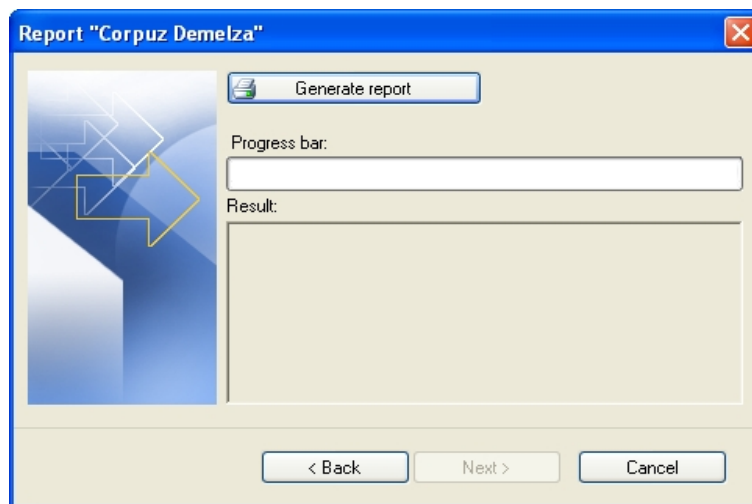 Report "Corpuz Demelza"
Generate report
Progress bar:
Result:
< Back Next > Cancel